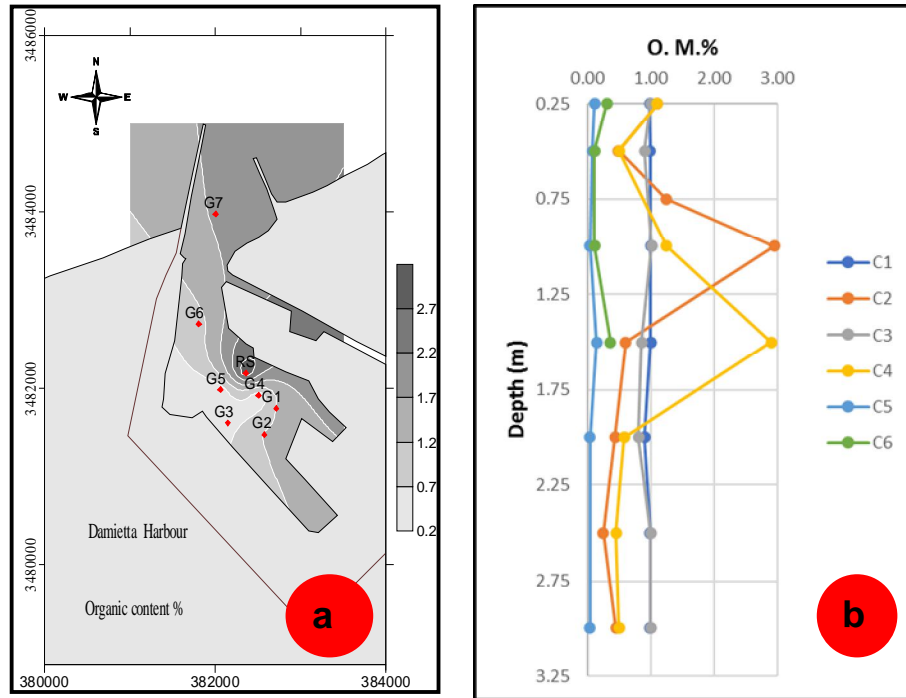 3486000
3484000
3482000
3480000
380000
382000
384000
N
W E
S
G7
G6
RS
G5
G4
G1
G3
G2
2.7
2.2
1.7
1.2
0.7
0.2
Damietta Harbour
Organic content %
a
O. M.%
0.00 1.00 2.00 3.00
0.25
0.75
1.25
1.75
2.25
2.75
3.25
Depth (m)
C1
C2
C3
C4
C5
C6
b